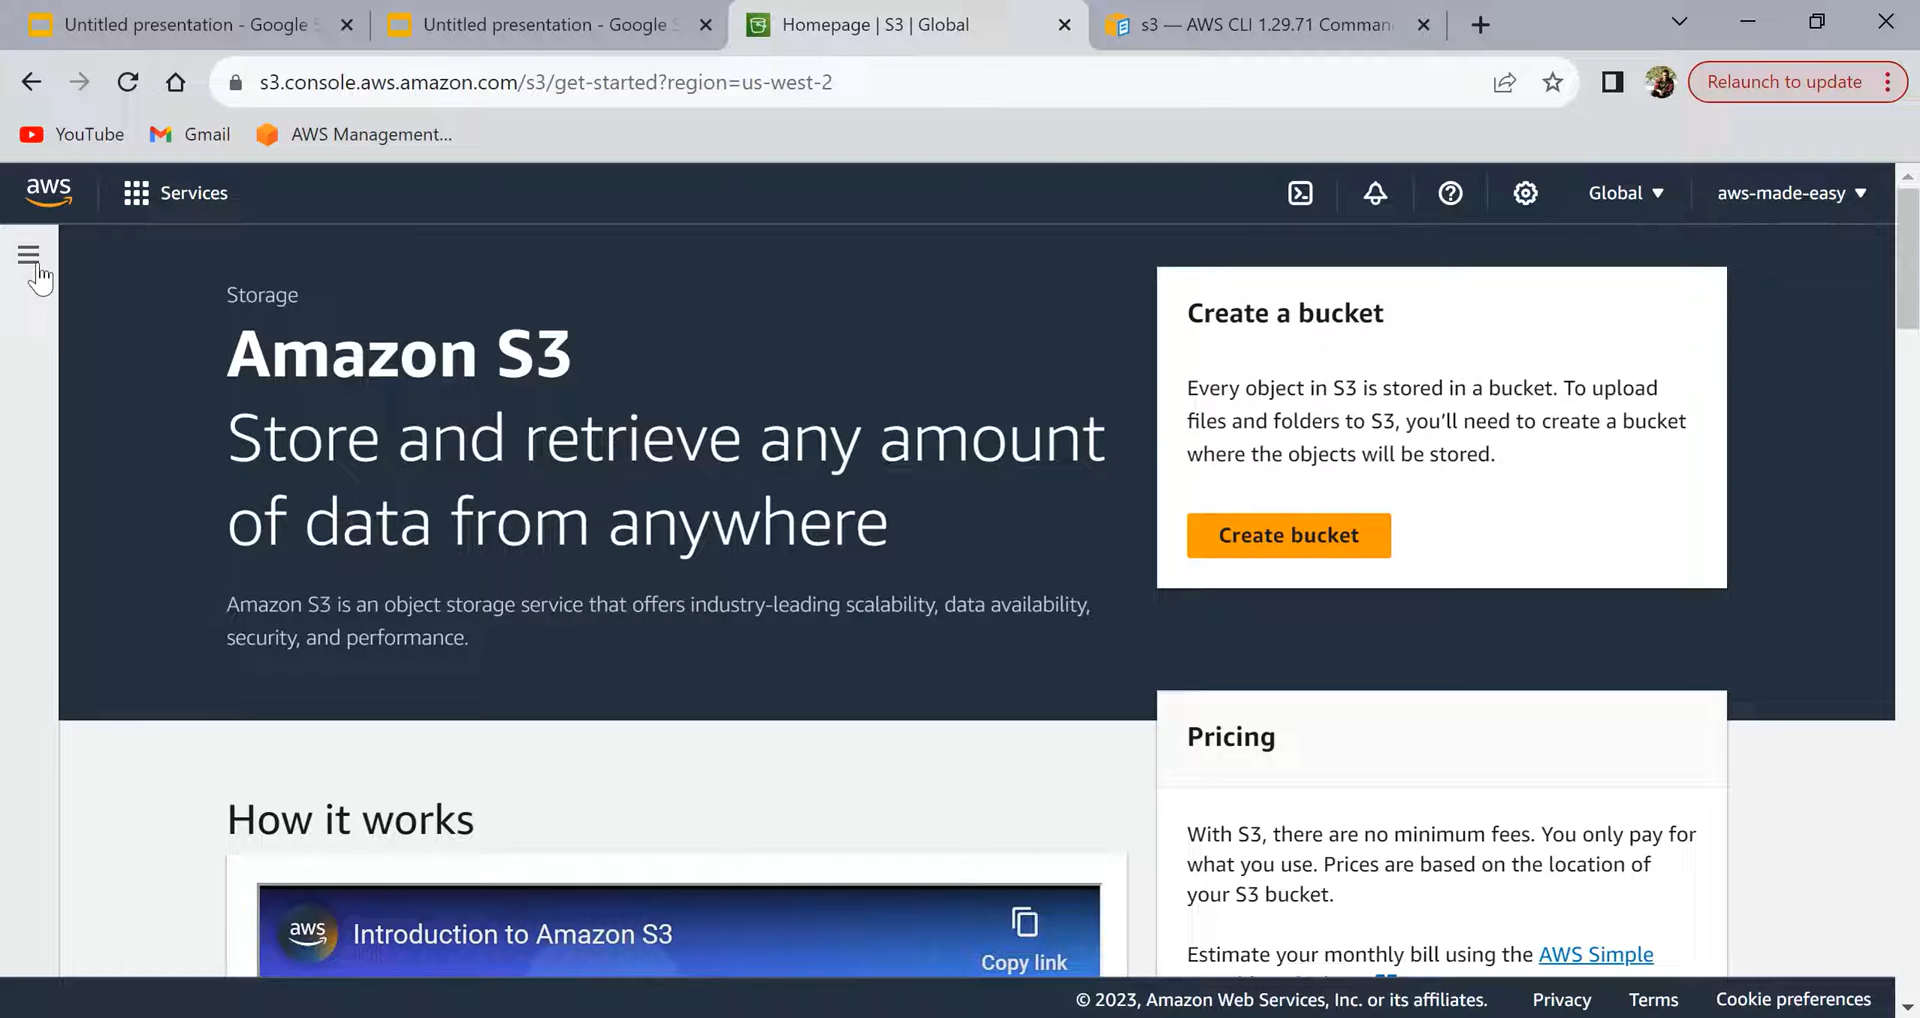 Untitled presentation - Google S
Untitled presentation - Google S
Homepage | S3 | Global
s3 — AWS CLI 1.29.71 Comman
s3.console.aws.amazon.com/s3/get-started?region=us-west-2
Relaunch to update
YouTube
Gmail
AWS Management...
aws
Services
Global
aws-made-easy
Storage
Amazon S3
Store and retrieve any amount
of data from anywhere
Amazon S3 is an object storage service that offers industry-leading scalability, data availability,
security, and performance.
Create a bucket
Every object in S3 is stored in a bucket. To upload
files and folders to S3, you’ll need to create a bucket
where the objects will be stored.
Create bucket
How it works
aws
Introduction to Amazon S3
Copy link
Pricing
With S3, there are no minimum fees. You only pay for
what you use. Prices are based on the location of
your S3 bucket.
Estimate your monthly bill using the AWS Simple
© 2023, Amazon Web Services, Inc. or its affiliates.
Privacy
Terms
Cookie preferences